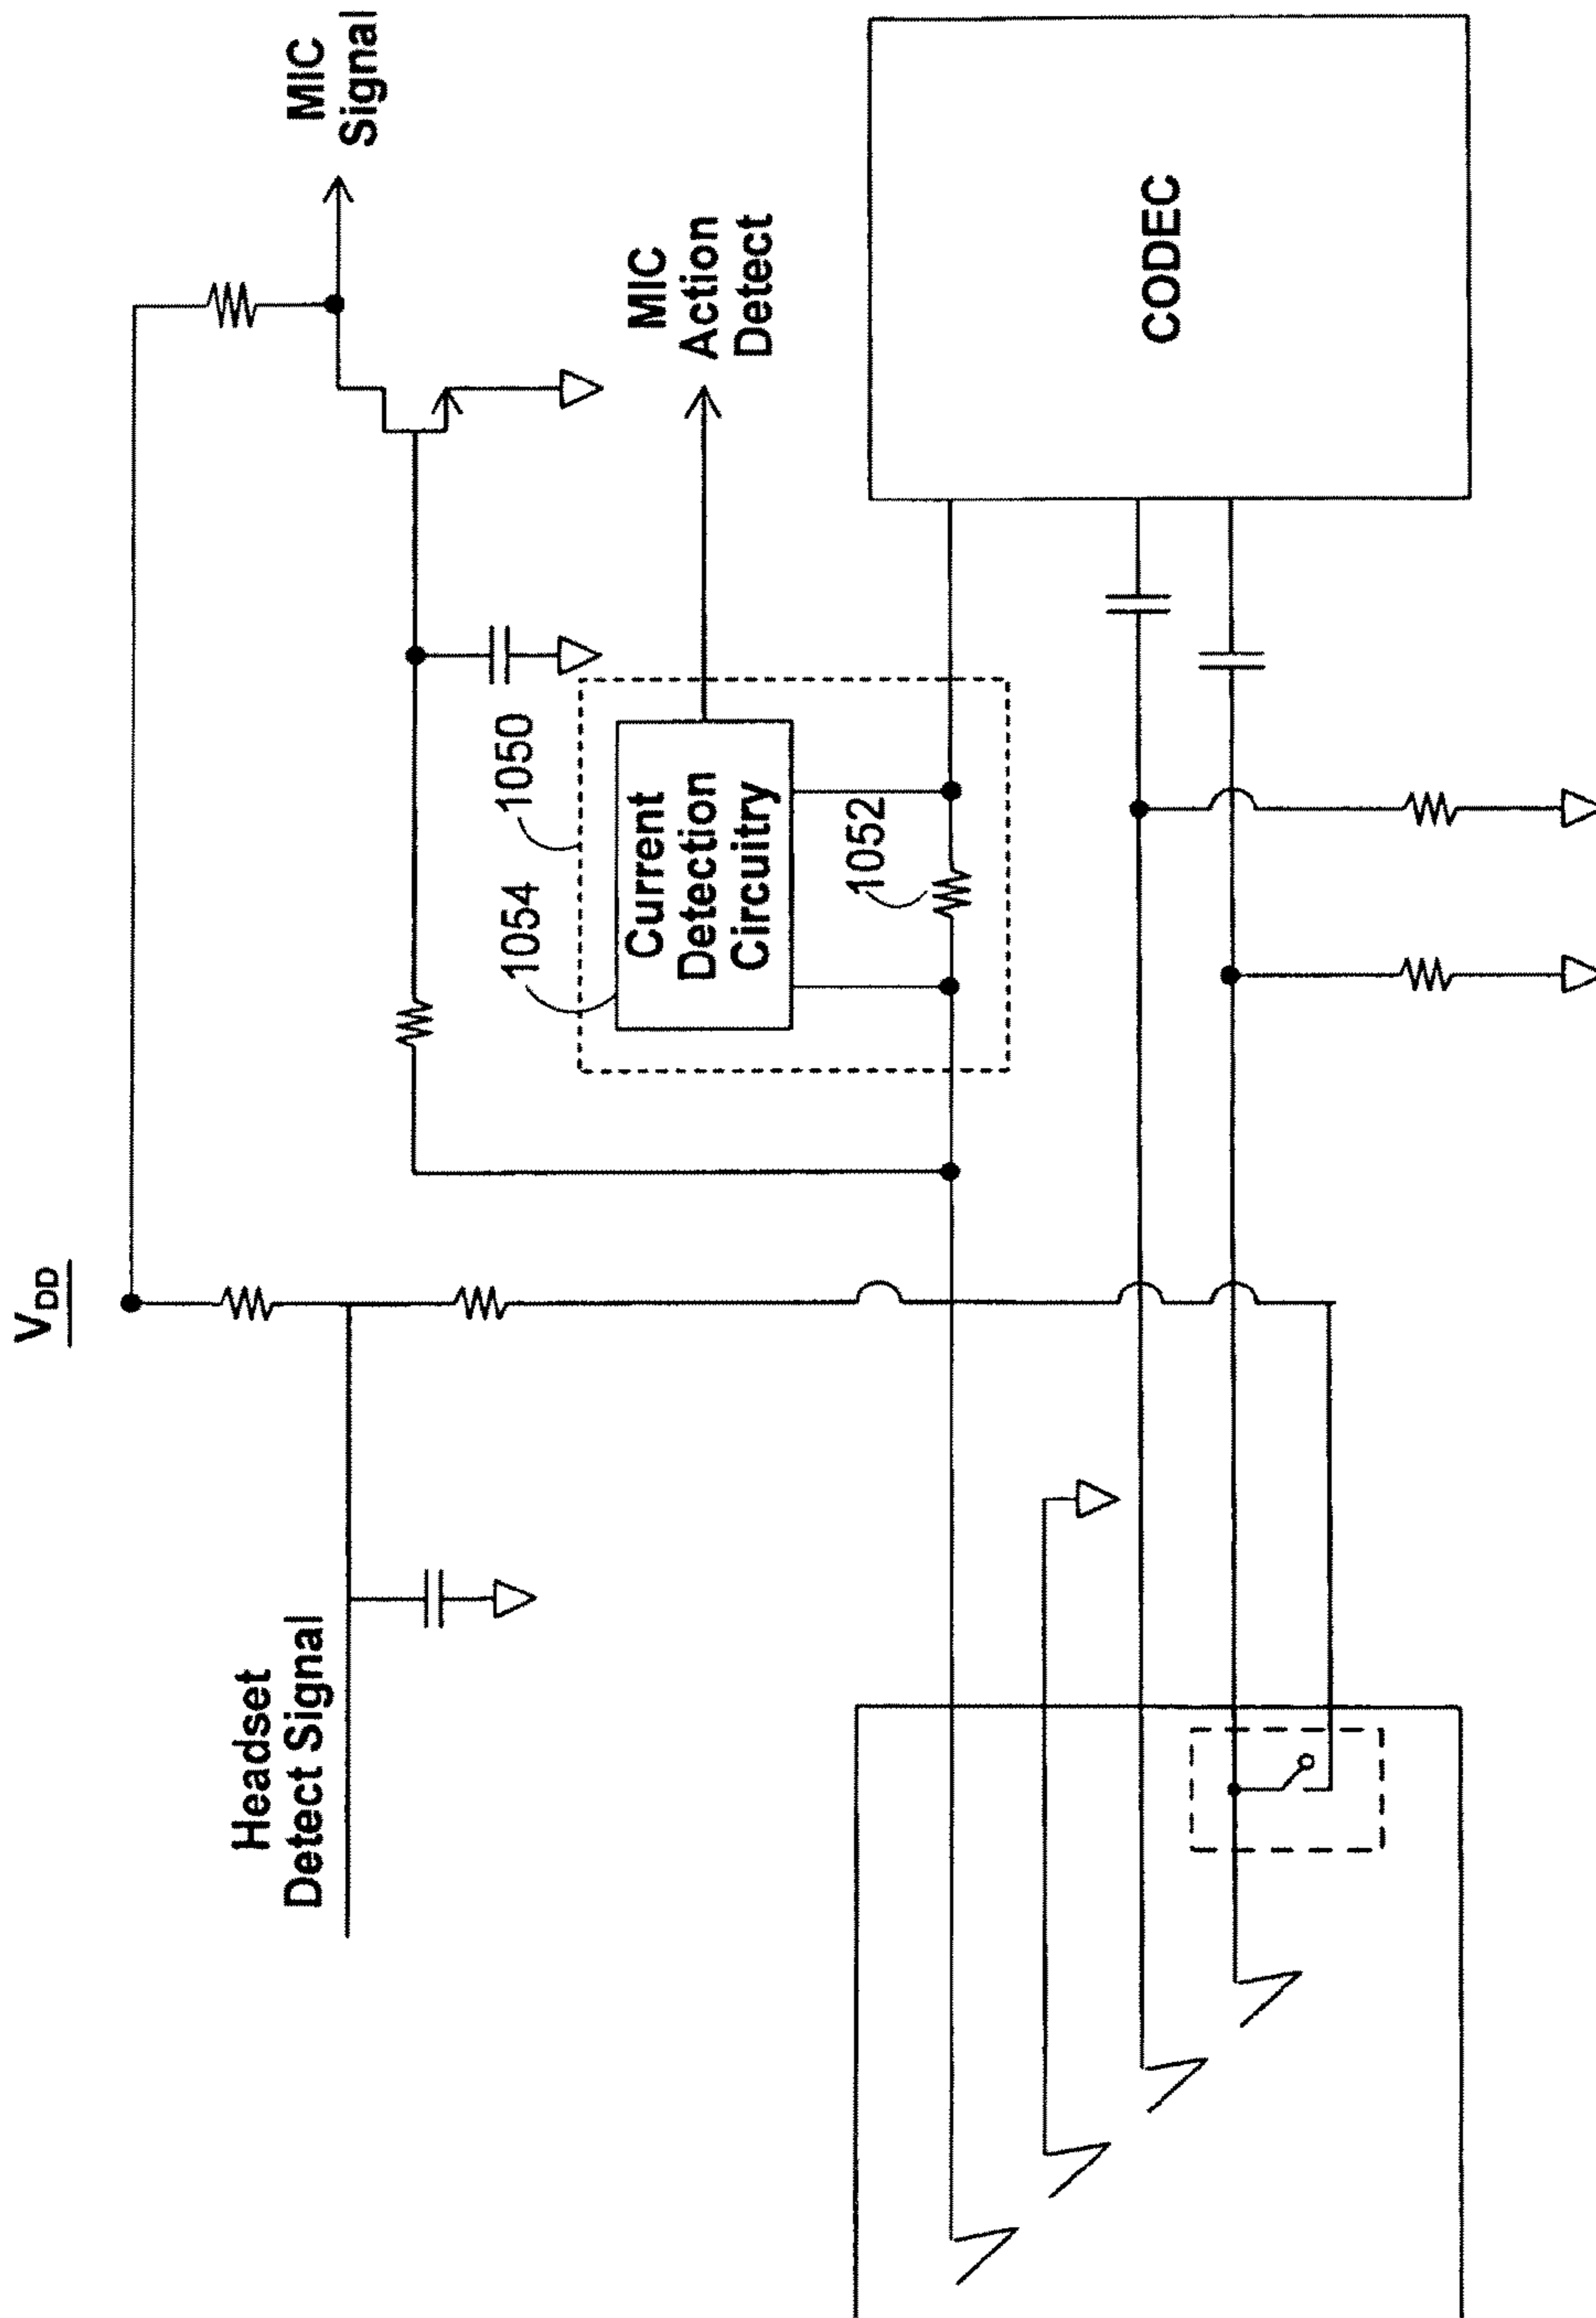 V_DD
MIC
Signal
MIC
Action
Detect
CODEC
1050
1054
Current
Detection
Circuitry
1052
Headset
Detect Signal